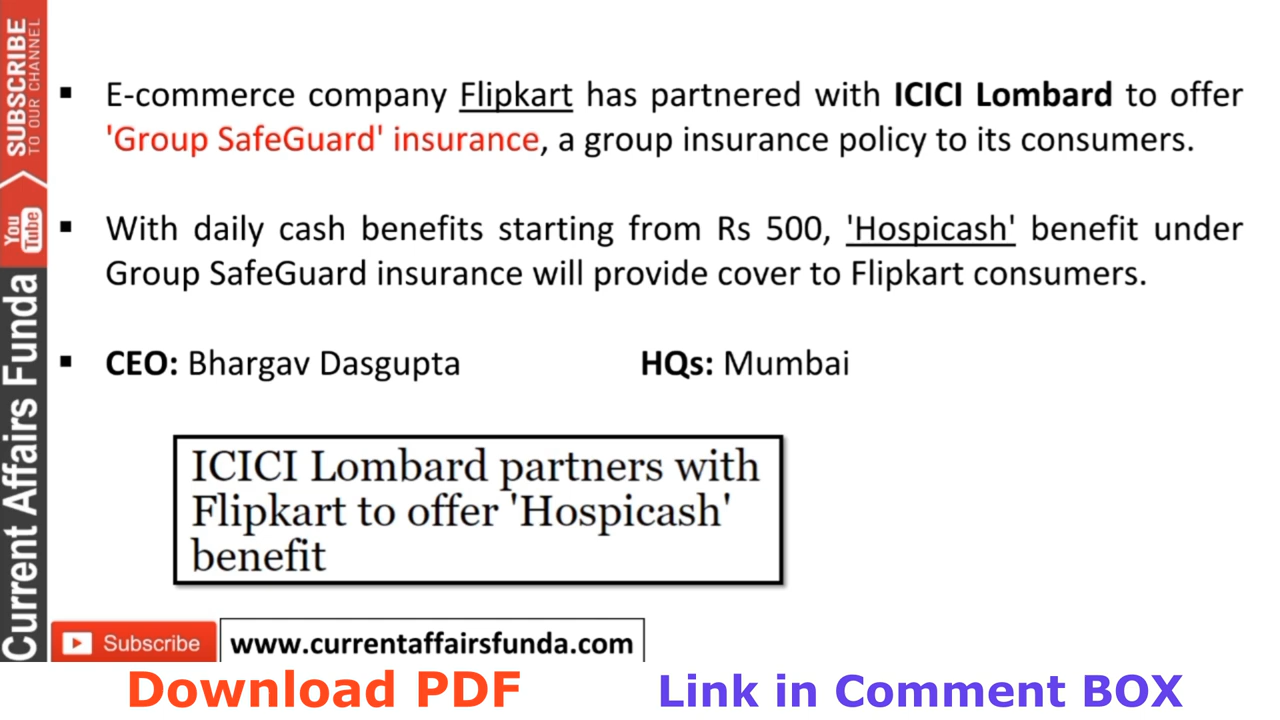 SUBSCRIBE
TO OUR CHANNEL
You
Tube
Current Affairs Funda
▪ E-commerce company Flipkart has partnered with ICICI Lombard to offer
'Group SafeGuard' insurance, a group insurance policy to its consumers.
▪ With daily cash benefits starting from Rs 500, 'Hospicash' benefit under
Group SafeGuard insurance will provide cover to Flipkart consumers.
▪ CEO: Bhargav Dasgupta HQs: Mumbai
ICICI Lombard partners with
Flipkart to offer 'Hospicash'
benefit
Subscribe www.currentaffairsfunda.com
Download PDF Link in Comment BOX